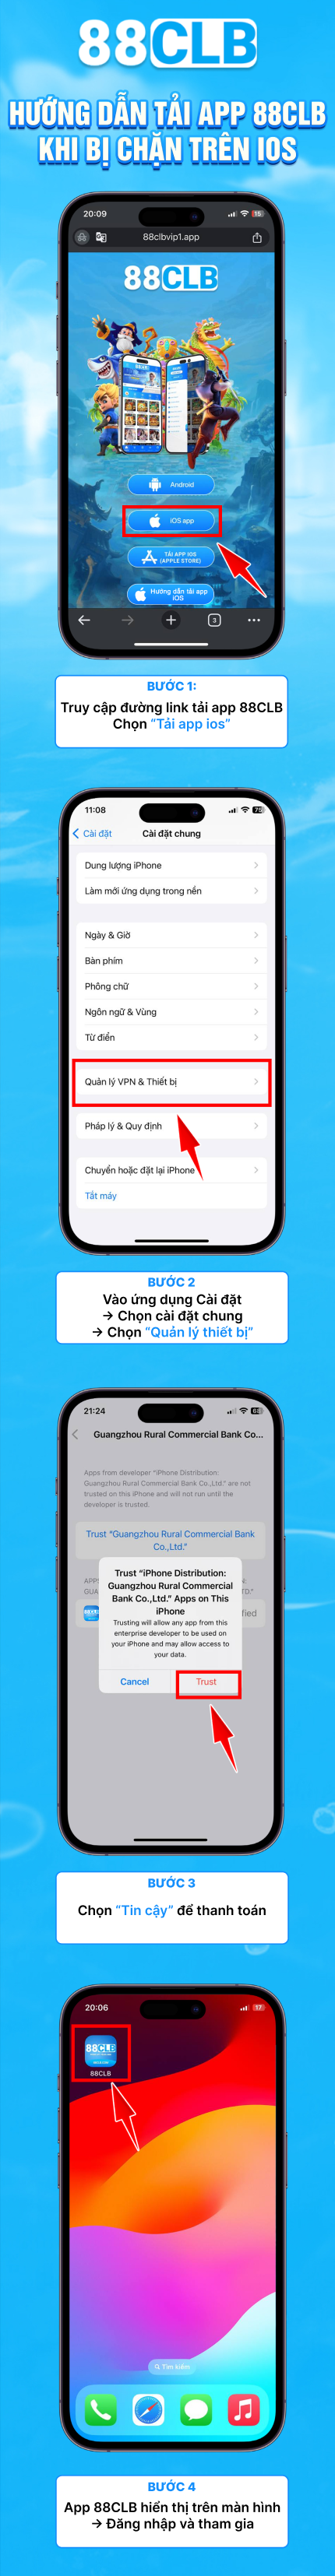 88CLB
HƯỚNG DẪN TẢI APP 88CLB
KHI BỊ CHẶN TRÊN IOS
20:09
15
88clbvip1.app
88CLB
Android
iOS app
TẢI APP IOS
(APPLE STORE)
Hướng dẫn tải app
iOS
3
BƯỚC 1:
Truy cập đường link tải app 88CLB
Chọn “Tải app ios”
11:08
Cài đặt
Cài đặt chung
Dung lượng iPhone
Làm mới ứng dụng trong nền
Ngày & Giờ
Bàn phím
Phông chữ
Ngôn ngữ & Vùng
Từ điển
Quản lý VPN & Thiết bị
Pháp lý & Quy định
Chuyển hoặc đặt lại iPhone
Tắt máy
BƯỚC 2
Vào ứng dụng Cài đặt
→ Chọn cài đặt chung
→ Chọn “Quản lý thiết bị”
21:24
Guangzhou Rural Commercial Bank Co...
Apps from developer “iPhone Distribution:
Guangzhou Rural Commercial Bank Co.,Ltd.” are not
trusted on this iPhone and will not run until the
developer is trusted.
Trust “Guangzhou Rural Commercial Bank
Co.,Ltd.”
Trust “iPhone Distribution:
Guangzhou Rural Commercial
Bank Co.,Ltd.” Apps on This
iPhone
Trusting will allow any app from this
enterprise developer to be used on
your iPhone and may allow access to
your data.
Cancel
Trust
BƯỚC 3
Chọn “Tin cậy” để thanh toán
20:06
17
88CLB
88CLB
Tìm kiếm
BƯỚC 4
App 88CLB hiển thị trên màn hình
→ Đăng nhập và tham gia